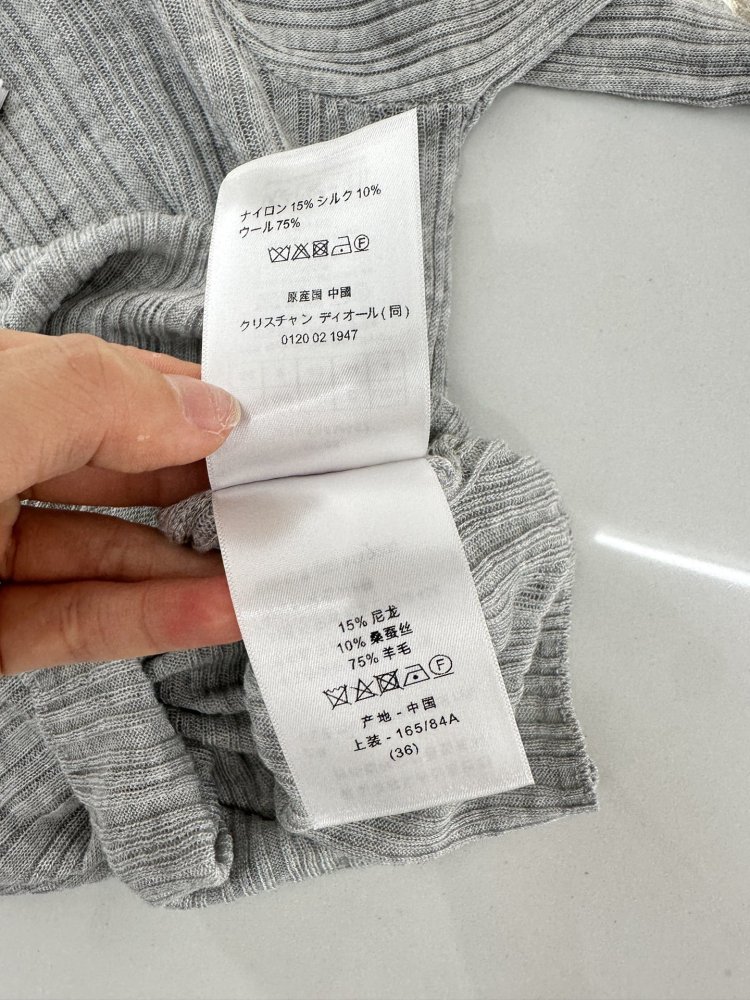 ナイロン 15% シルク 10%
ウール 75%
F
原産国 中國
クリスチャン ディオール(同)
0120 02 1947
15% 尼龙
10% 桑蚕丝
75% 羊毛
F
产地 - 中国
上装 - 165/84A
(36)